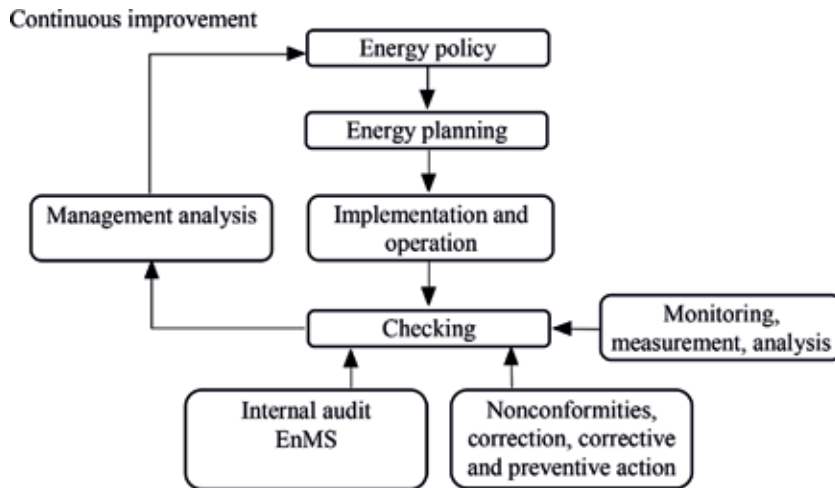 Continuous improvement
Energy policy
Energy planning
Management analysis
Implementation and
operation
Checking
Monitoring,
measurement, analysis
Internal audit
EnMS
Nonconformities,
correction, corrective
and preventive action